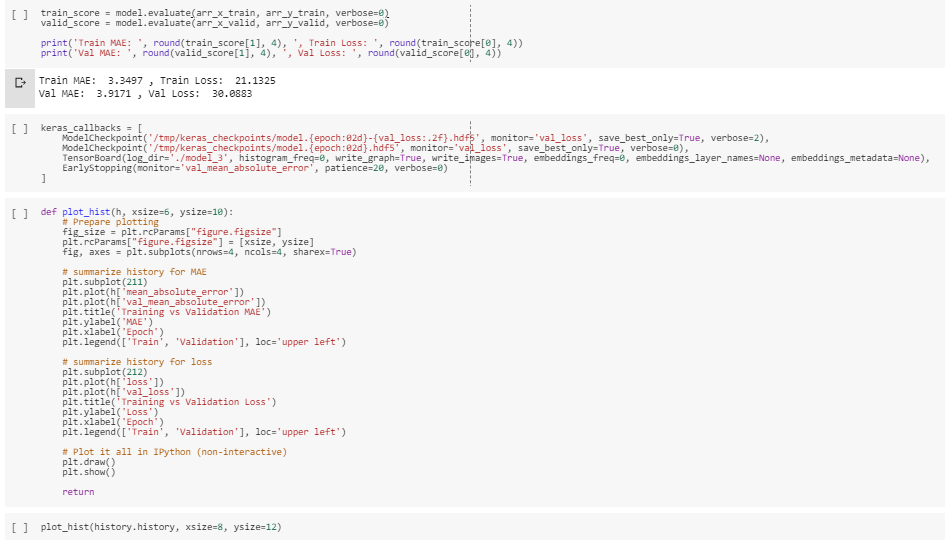 [ ] train_score = model.evaluate(arr_x_train, arr_y_train, verbose=0)
valid_score = model.evaluate(arr_x_valid, arr_y_valid, verbose=0)
print('Train MAE: ', round(train_score[1], 4), ', Train Loss: ', round(train_score[0], 4))
print('Val MAE: ', round(valid_score[1], 4), ', Val Loss: ', round(valid_score[0], 4))
Train MAE:  3.3497 , Train Loss:  21.1325
Val MAE:  3.9171 , Val Loss:  30.0883
[ ] keras_callbacks = [
ModelCheckpoint('/tmp/keras_checkpoints/model.{epoch:02d}-{val_loss:.2f}.hdf5', monitor='val_loss', save_best_only=True, verbose=2),
ModelCheckpoint('/tmp/keras_checkpoints/model.{epoch:02d}.hdf5', monitor='val_loss', save_best_only=True, verbose=0),
TensorBoard(log_dir='./model_3', histogram_freq=0, write_graph=True, write_images=True, embeddings_freq=0, embeddings_layer_names=None, embeddings_metadata=None),
EarlyStopping(monitor='val_mean_absolute_error', patience=20, verbose=0)
]
[ ] def plot_hist(h, xsize=6, ysize=10):
# Prepare plotting
fig_size = plt.rcParams["figure.figsize"]
plt.rcParams["figure.figsize"] = [xsize, ysize]
fig, axes = plt.subplots(nrows=4, ncols=4, sharex=True)
# summarize history for MAE
plt.subplot(211)
plt.plot(h['mean_absolute_error'])
plt.plot(h['val_mean_absolute_error'])
plt.title('Training vs Validation MAE')
plt.ylabel('MAE')
plt.xlabel('Epoch')
plt.legend(['Train', 'Validation'], loc='upper left')
# summarize history for loss
plt.subplot(212)
plt.plot(h['loss'])
plt.plot(h['val_loss'])
plt.title('Training vs Validation Loss')
plt.ylabel('Loss')
plt.xlabel('Epoch')
plt.legend(['Train', 'Validation'], loc='upper left')
# Plot it all in IPython (non-interactive)
plt.draw()
plt.show()
return
[ ] plot_hist(history.history, xsize=8, ysize=12)